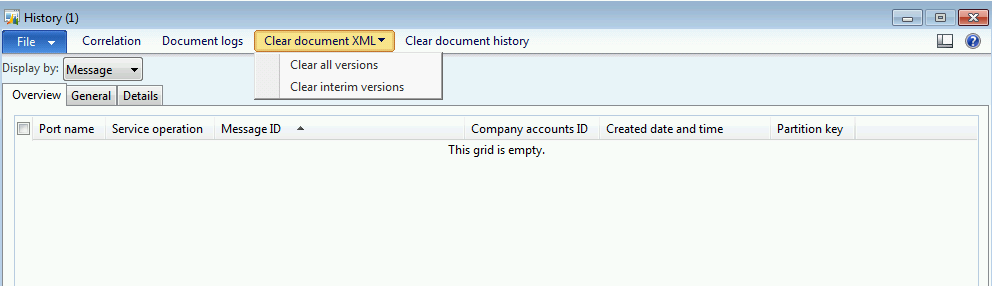 History (1)
File Correlation Document logs Clear document XML Clear document history
Clear all versions
Clear interim versions
Display by: Message
Overview General Details
Port name Service operation Message ID Company accounts ID Created date and time Partition key
This grid is empty.